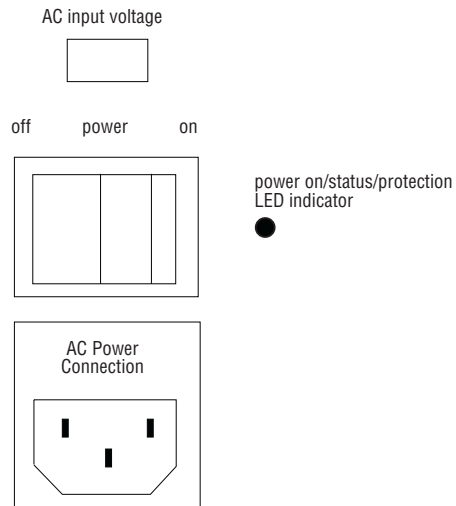 AC input voltage
off power on
power on/status/protection
LED indicator
AC Power
Connection